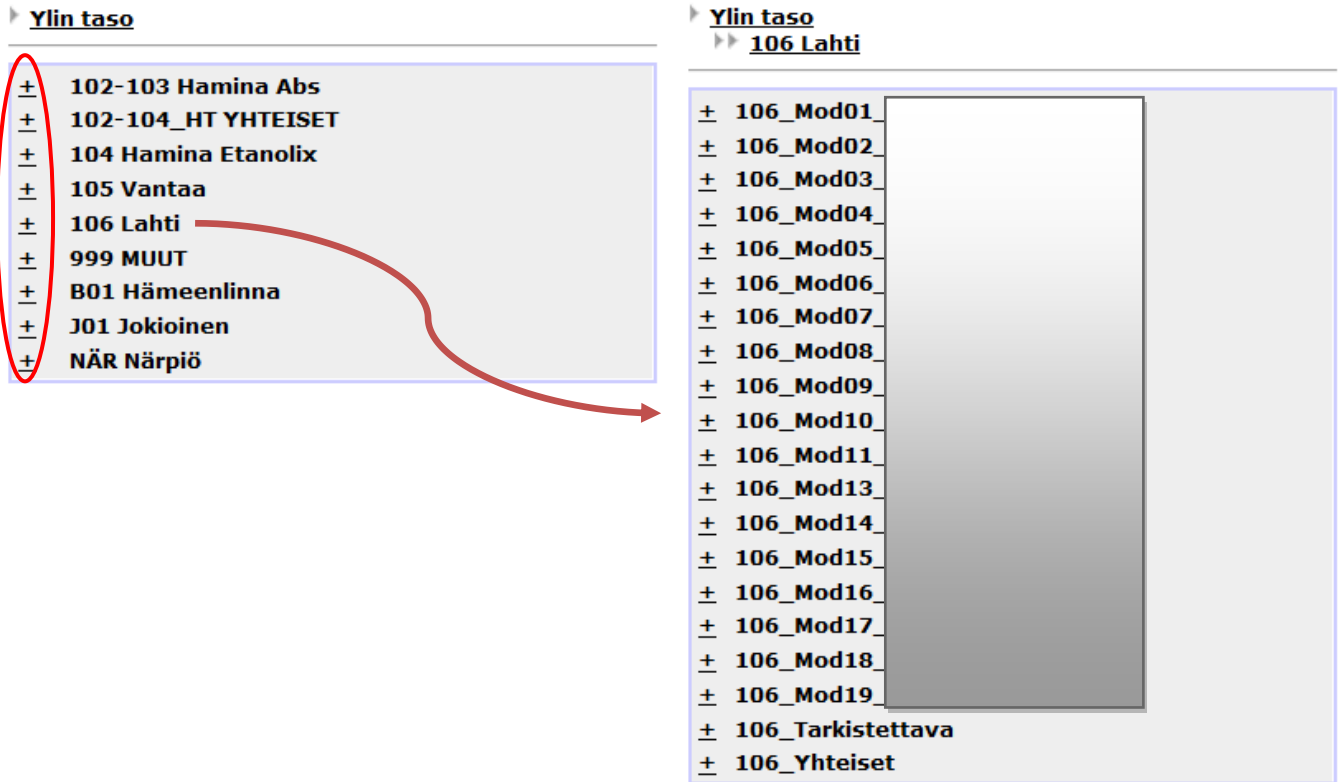 Ylin taso
+ 102-103 Hamina Abs
+ 102-104_HT YHTEISET
+ 104 Hamina Etanolix
+ 105 Vantaa
+ 106 Lahti
+ 999 MUUT
+ B01 Hämeenlinna
+ J01 Jokioinen
+ NÄR Närpiö
Ylin taso
106 Lahti
+ 106_Mod01_
+ 106_Mod02_
+ 106_Mod03_
+ 106_Mod04_
+ 106_Mod05_
+ 106_Mod06_
+ 106_Mod07_
+ 106_Mod08_
+ 106_Mod09_
+ 106_Mod10_
+ 106_Mod11_
+ 106_Mod13_
+ 106_Mod14_
+ 106_Mod15_
+ 106_Mod16_
+ 106_Mod17_
+ 106_Mod18_
+ 106_Mod19_
+ 106_Tarkistettava
+ 106_Yhteiset